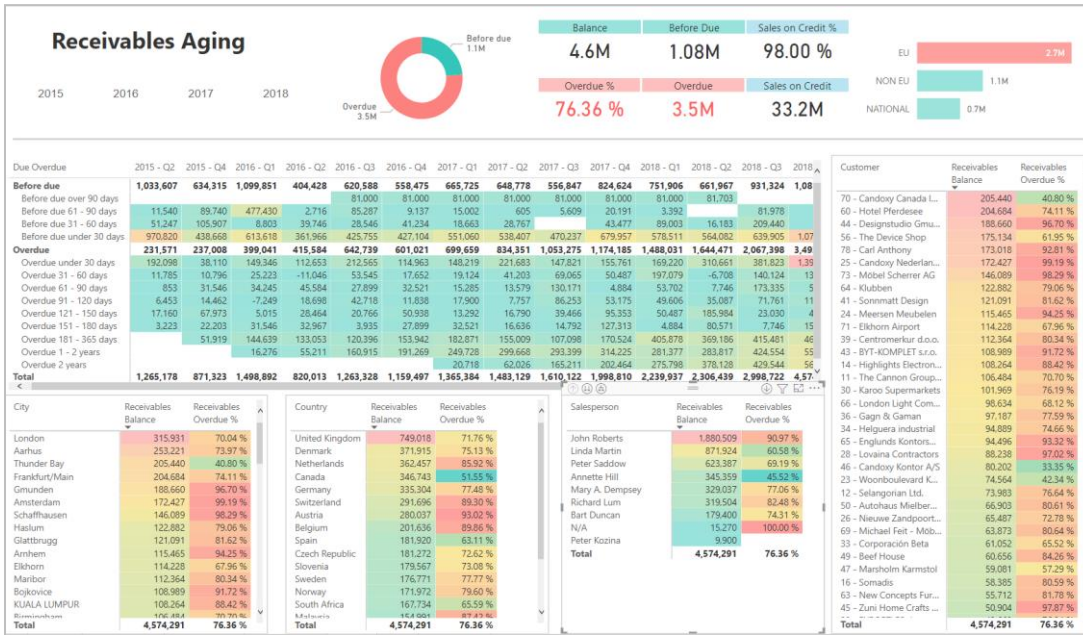 Receivables Aging
2015 2016 2017 2018
Before due
1.1M
Overdue
3.5M
Balance Before Due Sales on Credit %
4.6M 1.08M 98.00 %
Overdue % Overdue Sales on Credit
76.36 % 3.5M 33.2M
EU 2.7M
NON EU 1.1M
NATIONAL 0.7M
Due Overdue 2015 - Q2 2015 - Q4 2016 - Q1 2016 - Q2 2016 - Q3 2016 - Q4 2017 - Q1 2017 - Q2 2017 - Q3 2017 - Q4 2018 - Q1 2018 - Q2 2018 - Q3 2018
Before due 1,033,607 634,315 1,099,851 404,428 620,588 558,475 665,725 648,778 556,847 824,624 751,906 661,967 931,324 1,08
Before due over 90 days 81,000 81,000 81,000 81,000 81,000 81,000 81,000 81,703
Before due 61 - 90 days 11,540 89,740 477,430 2,716 85,287 9,137 15,002 605 5,609 20,191 3,392 81,978
Before due 31 - 60 days 51,247 105,907 8,803 39,746 28,546 41,234 18,663 28,767 43,477 89,003 16,183 209,440
Before due under 30 days 970,820 438,668 613,618 361,966 425,755 427,104 551,060 538,407 470,237 679,957 578,511 564,082 639,905 1,07
Overdue 231,571 237,008 399,041 415,584 642,739 601,021 699,659 834,351 1,053,275 1,174,185 1,488,031 1,644,471 2,067,398 3,49
Overdue under 30 days 192,098 38,110 149,346 112,653 212,565 114,963 148,219 221,683 147,821 155,761 169,220 310,661 381,823 1,39
Overdue 31 - 60 days 11,785 10,796 25,223 -11,046 53,545 17,652 19,124 41,203 69,065 50,487 197,079 -6,708 140,124 13
Overdue 61 - 90 days 853 31,546 34,245 45,584 27,899 32,521 15,285 13,579 130,171 4,884 53,702 7,746 173,335 5
Overdue 91 - 120 days 6,453 14,462 -7,249 18,698 42,718 11,838 17,900 7,757 86,253 53,175 49,606 35,087 71,761 11
Overdue 121 - 150 days 17,160 67,973 5,015 28,464 20,766 50,938 13,292 16,790 39,466 95,353 50,487 185,984 23,030 4
Overdue 151 - 180 days 3,223 22,203 31,546 32,967 3,935 27,899 32,521 16,636 14,792 127,313 4,884 80,571 7,746 15
Overdue 181 - 365 days 51,919 144,639 133,053 120,396 153,942 182,871 155,009 107,098 170,524 405,878 369,186 415,481 46
Overdue 1 - 2 years 16,276 55,211 160,915 191,269 249,728 299,668 293,399 314,225 281,377 283,817 424,554 55
Overdue 2 years 20,718 62,026 165,211 202,464 275,798 378,128 429,544 56
Total 1,265,178 871,323 1,498,892 820,013 1,263,328 1,159,497 1,365,384 1,483,129 1,610,122 1,998,810 2,239,937 2,306,439 2,998,722 4,57
City Receivables Balance Receivables Overdue %
London 315,931 70.04 %
Aarhus 253,221 73.97 %
Thunder Bay 205,440 40.80 %
Frankfurt/Main 204,684 74.11 %
Gmunden 188,660 96.70 %
Amsterdam 172,427 99.19 %
Schaffhausen 146,089 98.29 %
Haslum 122,882 79.06 %
Glattbrugg 121,091 81.62 %
Arnhem 115,465 94.25 %
Elkhorn 114,228 67.96 %
Maribor 112,364 80.34 %
Bojkovice 108,989 91.72 %
KUALA LUMPUR 108,264 88.42 %
Birmingham 106,484 70.70 %
Total 4,574,291 76.36 %
Country Receivables Balance Receivables Overdue %
United Kingdom 749,018 71.76 %
Denmark 371,915 75.13 %
Netherlands 362,457 85.92 %
Canada 346,743 51.55 %
Germany 335,304 77.48 %
Switzerland 291,696 89.30 %
Austria 280,037 93.02 %
Belgium 201,636 89.86 %
Spain 181,920 63.11 %
Czech Republic 181,272 72.62 %
Slovenia 179,567 73.08 %
Sweden 176,771 77.77 %
Norway 171,972 79.60 %
South Africa 167,734 65.59 %
Malaysia 154,991 87.42 %
Total 4,574,291 76.36 %
Salesperson Receivables Balance Receivables Overdue %
John Roberts 1,880,509 90.97 %
Linda Martin 871,924 60.58 %
Peter Saddow 623,387 69.19 %
Annette Hill 345,359 45.52 %
Mary A. Dempsey 329,037 77.06 %
Richard Lum 319,504 82.48 %
Bart Duncan 179,400 74.31 %
N/A 15,270 100.00 %
Peter Kozina 9,900
Total 4,574,291 76.36 %
Customer Receivables Balance Receivables Overdue %
70 - Candoxy Canada I... 205,440 40.80 %
60 - Hotel Pferdesee 204,684 74.11 %
44 - Designstudio Gmu... 188,660 96.70 %
56 - The Device Shop 175,134 61.95 %
78 - Carl Anthony 173,018 92.81 %
25 - Candoxy Nederlan... 172,427 99.19 %
73 - Möbel Scherrer AG 146,089 98.29 %
64 - Klubben 122,882 79.06 %
41 - Sonnmatt Design 121,091 81.62 %
24 - Meersen Meubelen 115,465 94.25 %
71 - Elkhorn Airport 114,228 67.96 %
39 - Centromerkur d.o.o. 112,364 80.34 %
43 - BYT-KOMPLET s.r.o. 108,989 91.72 %
14 - Highlights Electron... 108,264 88.42 %
11 - The Cannon Group... 106,484 70.70 %
30 - Karoo Supermarkets 101,969 76.19 %
66 - London Light Com... 98,634 68.12 %
36 - Gagn & Gaman 97,187 77.59 %
34 - Helguera industrial 94,889 74.66 %
65 - Englunds Kontors... 94,496 93.32 %
28 - Lovaina Contractors 88,238 97.02 %
46 - Candoxy Kontor A/S 80,202 33.35 %
23 - Woonboulevard K... 74,564 42.34 %
12 - Selangorian Ltd. 73,983 76.64 %
50 - Autohaus Mielber... 66,903 80.61 %
26 - Nieuwe Zandpoort... 65,487 72.78 %
69 - Michael Feit - Möb... 63,873 80.64 %
33 - Corporación Beta 61,052 65.52 %
49 - Beef House 60,656 84.26 %
47 - Marsholm Karmstol 59,081 57.29 %
16 - Somadis 58,385 80.59 %
63 - New Concepts Fur... 55,712 81.78 %
45 - Zuni Home Crafts ... 50,904 97.87 %
Total 4,574,291 76.36 %